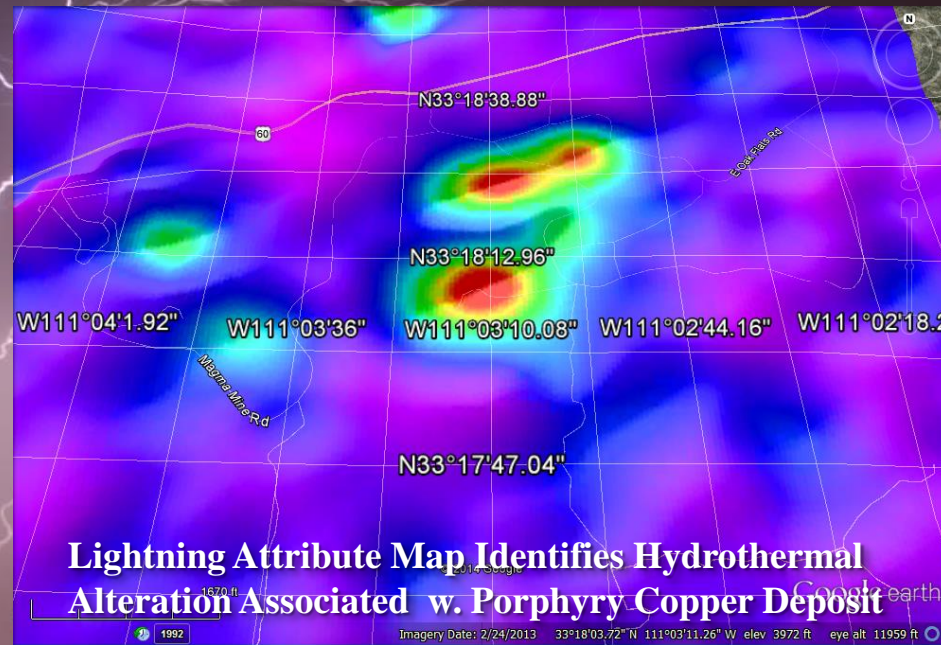 N
N33°18'38.88"
60
E Oak Flats Rd
N33°18'12.96"
W111°04'1.92" W111°03'36" W111°03'10.08" W111°02'44.16" W111°02'18.2
Magma Mine Rd
N33°17'47.04"
Lightning Attribute Map Identifies Hydrothermal
© 2014 Google
1670 ft
Alteration Associated w. Porphyry Copper Deposit
Google earth
1992
Imagery Date: 2/24/2013 33°18'03.72" N 111°03'11.26" W elev 3972 ft eye alt 11959 ft